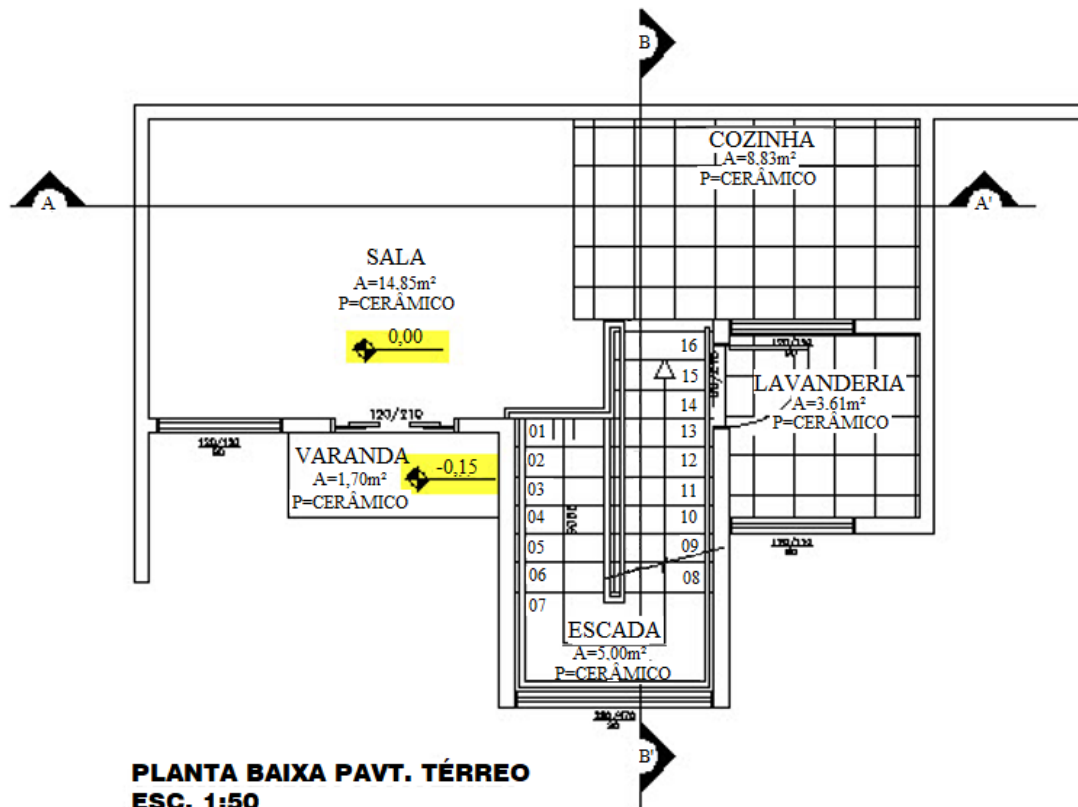 B
COZINHA
A=8,83m²
P=CERÂMICO
A
A'
SALA
A=14,85m²
P=CERÂMICO
0,00
16
15
14
13
12
11
10
09
08
LAVANDERIA
A=3.61m²
P=CERÂMICO
120/210
01
02
03
04
05
06
07
VARANDA
A=1,70m²
P=CERÂMICO
-0,15
ESCADA
A=5,00m²
P=CERÂMICO
B'
PLANTA BAIXA PAVT. TÉRREO
ESC. 1:50